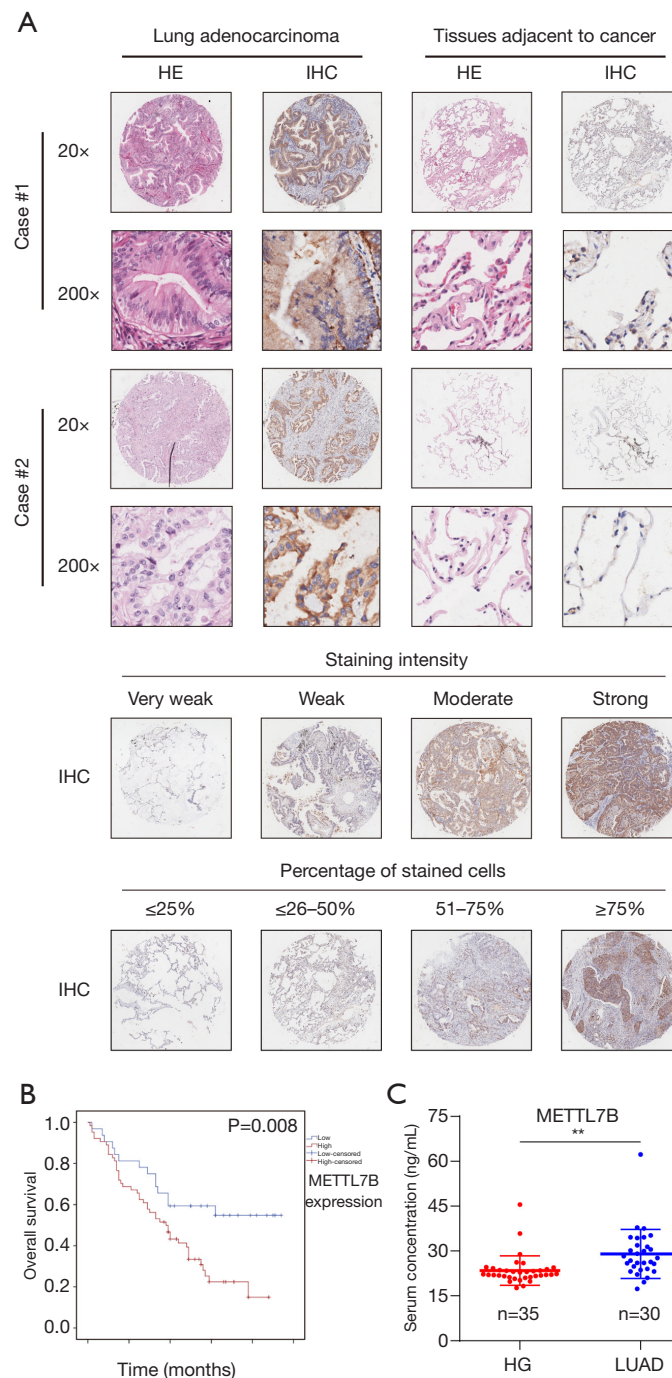 A
Lung adenocarcinoma
Tissues adjacent to cancer
HE
IHC
HE
IHC
Case #1
20×
200×
Case #2
20×
200×
Staining intensity
Very weak
Weak
Moderate
Strong
IHC
Percentage of stained cells
≤25%
≤26–50%
51–75%
≥75%
IHC
B
Overall survival
1.0
0.8
0.6
0.4
0.2
0.0
P=0.008
Low
High
Low-censored
High-censored
METTL7B
expression
Time (months)
C
METTL7B
**
Serum concentration (ng/mL)
75
60
45
30
15
0
n=35
n=30
HG
LUAD